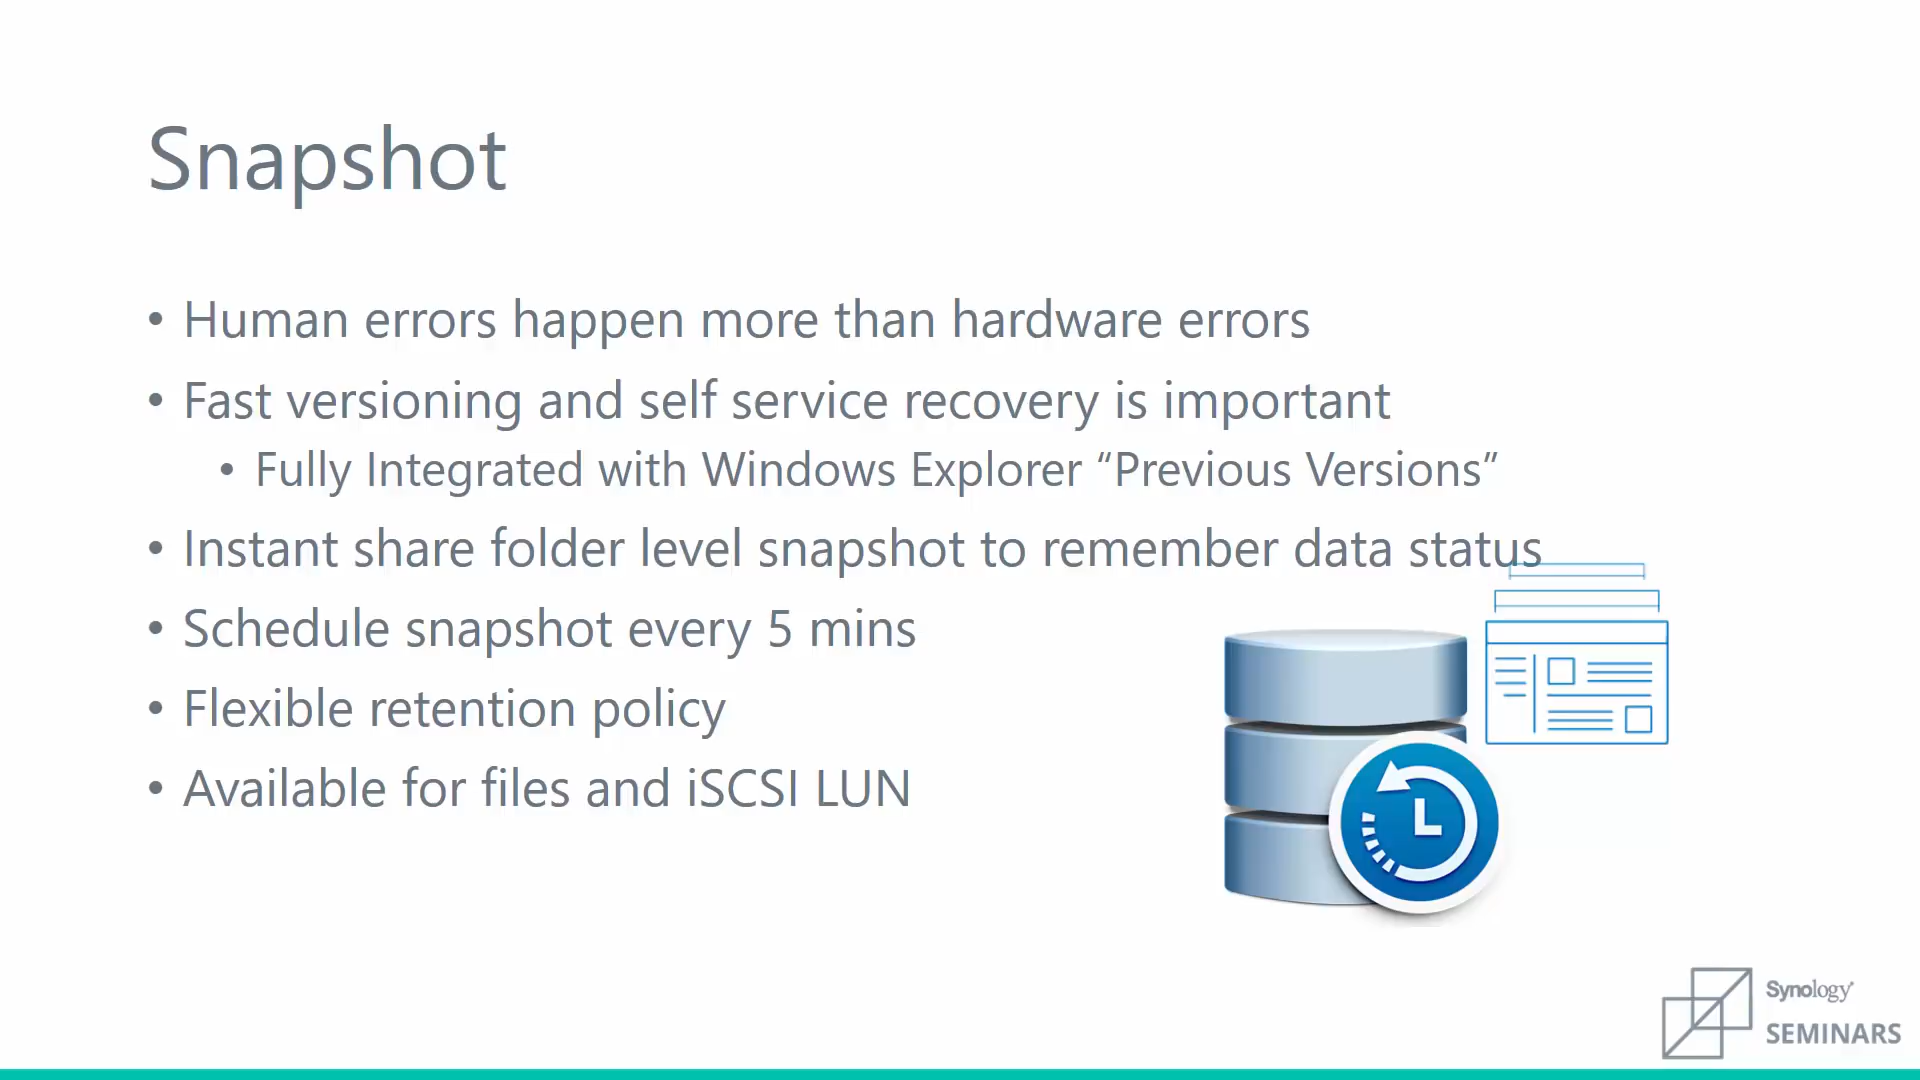 Snapshot
• Human errors happen more than hardware errors
• Fast versioning and self service recovery is important
• Fully Integrated with Windows Explorer “Previous Versions”
• Instant share folder level snapshot to remember data status
• Schedule snapshot every 5 mins
• Flexible retention policy
• Available for files and iSCSI LUN
Synology
SEMINARS